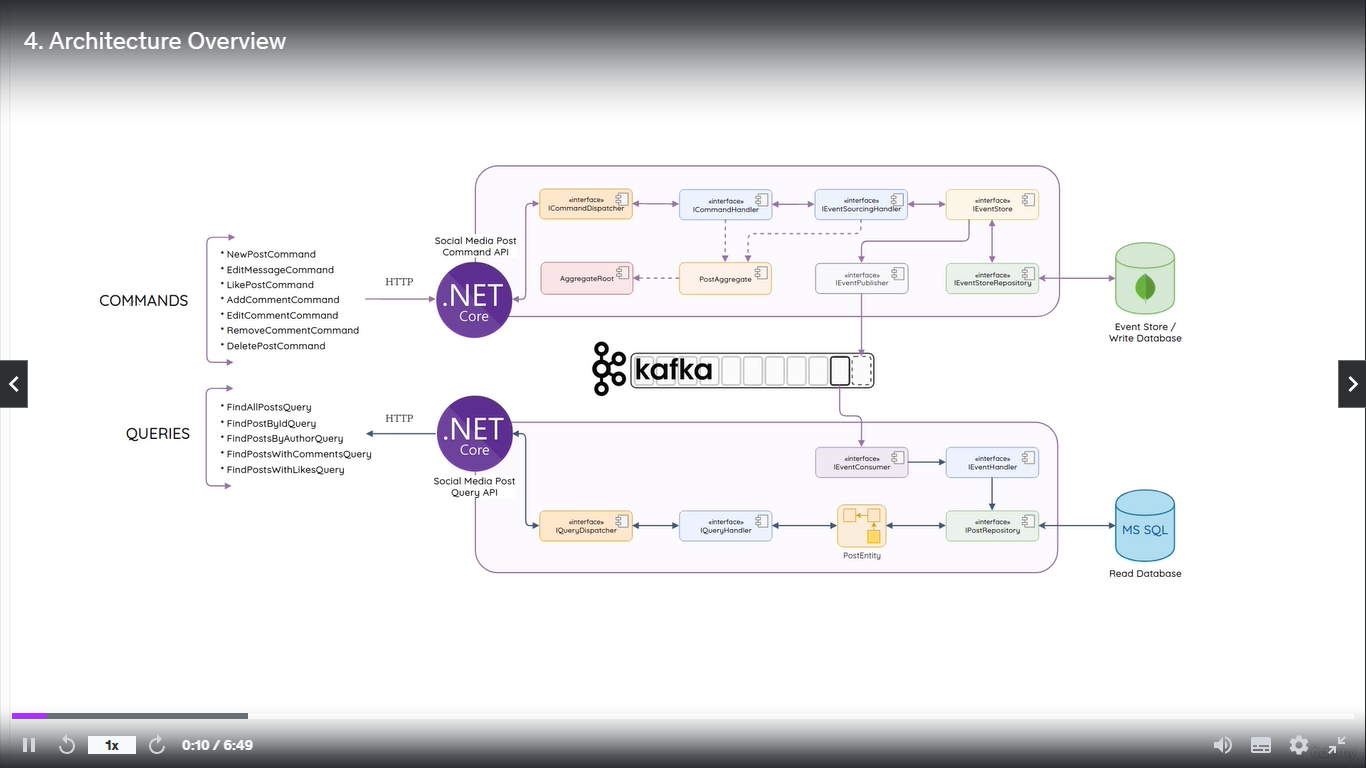 4. Architecture Overview
COMMANDS
• NewPostCommand
• EditMessageCommand
• LikePostCommand
• AddCommentCommand
• EditCommentCommand
• RemoveCommentCommand
• DeletePostCommand
HTTP
Social Media Post
Command API
.NET
Core
«interface»
ICommandDispatcher
«interface»
ICommandHandler
«interface»
IEventSourcingHandler
«interface»
IEventStore
AggregateRoot
PostAggregate
«interface»
IEventPublisher
«interface»
IEventStoreRepository
Event Store /
Write Database
kafka
QUERIES
• FindAllPostsQuery
• FindPostByIdQuery
• FindPostsByAuthorQuery
• FindPostsWithCommentsQuery
• FindPostsWithLikesQuery
HTTP
.NET
Core
Social Media Post
Query API
«interface»
IEventConsumer
«interface»
IEventHandler
«interface»
IQueryDispatcher
«interface»
IQueryHandler
PostEntity
«interface»
IPostRepository
MS SQL
Read Database
1x
0:10 / 6:49